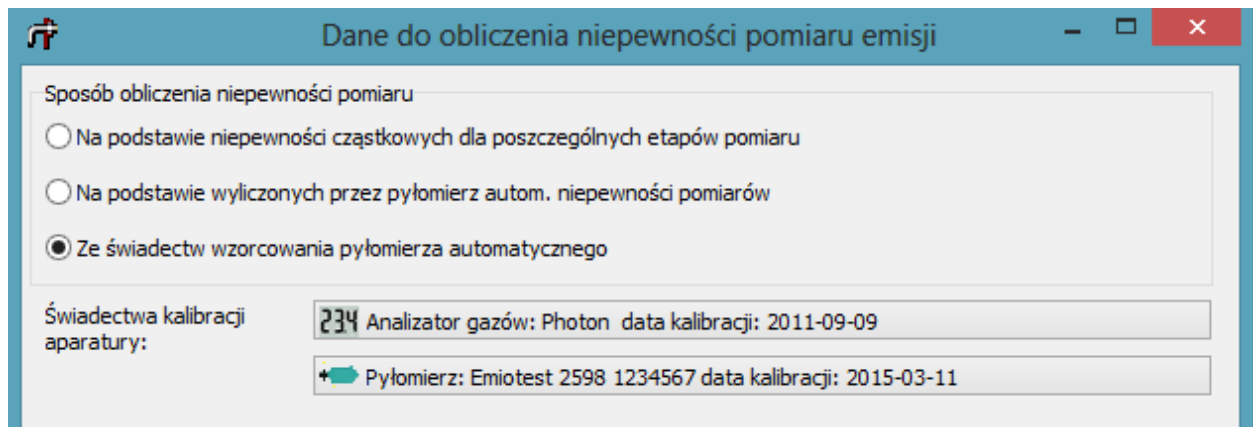 Dane do obliczenia niepewności pomiaru emisji
Sposób obliczenia niepewności pomiaru
Na podstawie niepewności cząstkowych dla poszczególnych etapów pomiaru
Na podstawie wyliczonych przez pyłomierz autom. niepewności pomiarów
Ze świadectw wzorcowania pyłomierza automatycznego
Świadectwa kalibracji
aparatury:
234 Analizator gazów: Photon data kalibracji: 2011-09-09
Pyłomierz: Emiotest 2598 1234567 data kalibracji: 2015-03-11